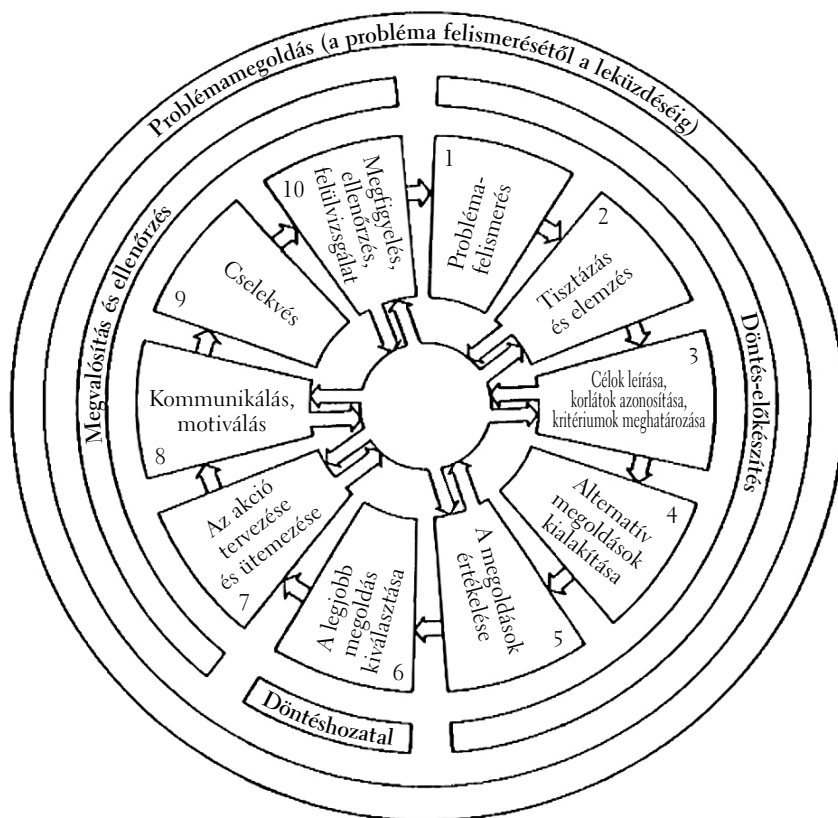 Problémamegoldás (a probléma felismerésétől a leküzdéséig)
Döntés-előkészítés
Döntéshozatal
Megvalósítás és ellenőrzés
1
Probléma-
felismerés
2
Tisztázás
és elemzés
3
Célok leírása,
korlátok azonosítása,
kritériumok meghatározása
4
Alternatív
megoldások
kialakítása
5
A megoldások
értékelése
6
A legjobb
megoldás
kiválasztása
7
Az akció
tervezése
és ütemezése
8
Kommunikálás,
motiválás
9
Cselekvés
10
Megfigyelés,
ellenőrzés,
felülvizsgálat